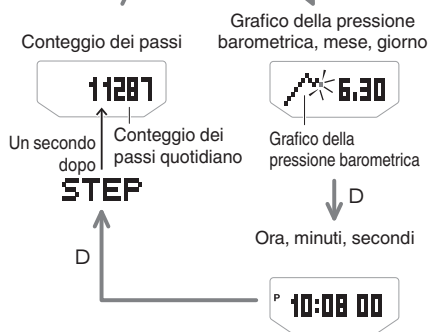 Grafico della pressione
barometrica, mese, giorno
Conteggio dei passi
11287
6.30
Un secondo
dopo
Conteggio dei
passi quotidiano
Grafico della
pressione barometrica
STEP
D
Ora, minuti, secondi
D
P 10:08 00